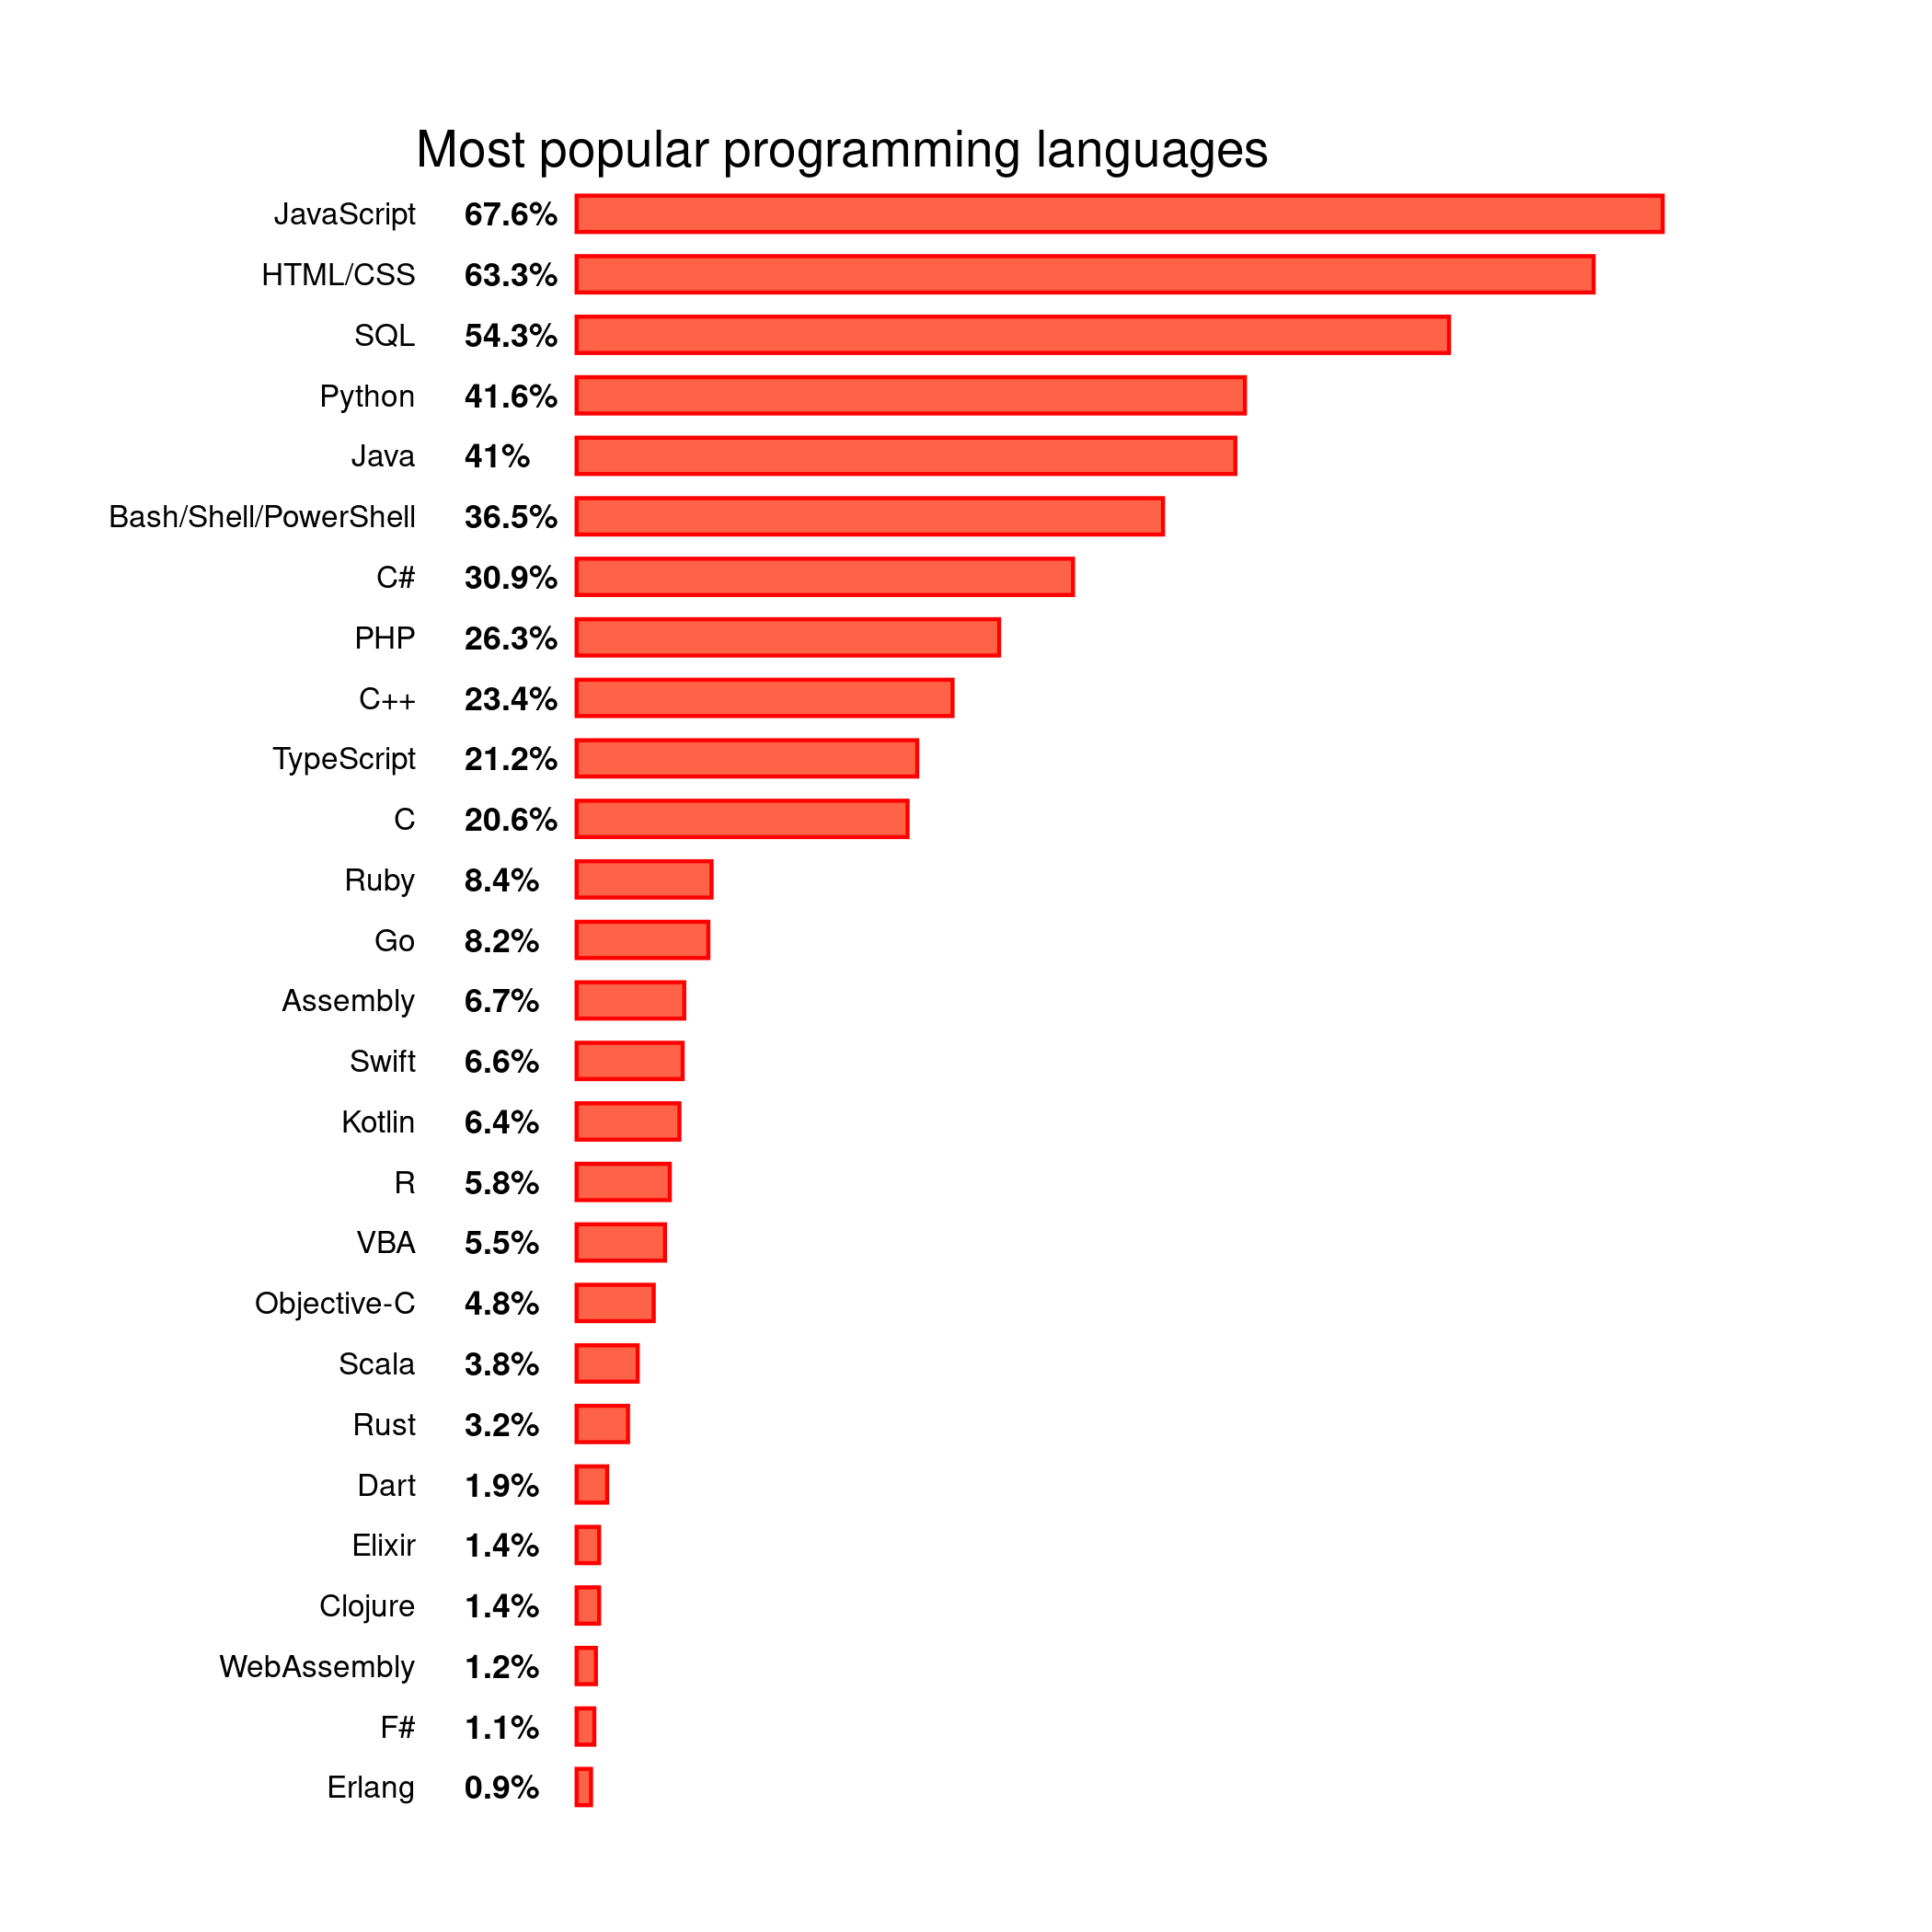 Most popular programming languages
JavaScript 67.6%
HTML/CSS 63.3%
SQL 54.3%
Python 41.6%
Java 41%
Bash/Shell/PowerShell 36.5%
C# 30.9%
PHP 26.3%
C++ 23.4%
TypeScript 21.2%
C 20.6%
Ruby 8.4%
Go 8.2%
Assembly 6.7%
Swift 6.6%
Kotlin 6.4%
R 5.8%
VBA 5.5%
Objective-C 4.8%
Scala 3.8%
Rust 3.2%
Dart 1.9%
Elixir 1.4%
Clojure 1.4%
WebAssembly 1.2%
F# 1.1%
Erlang 0.9%